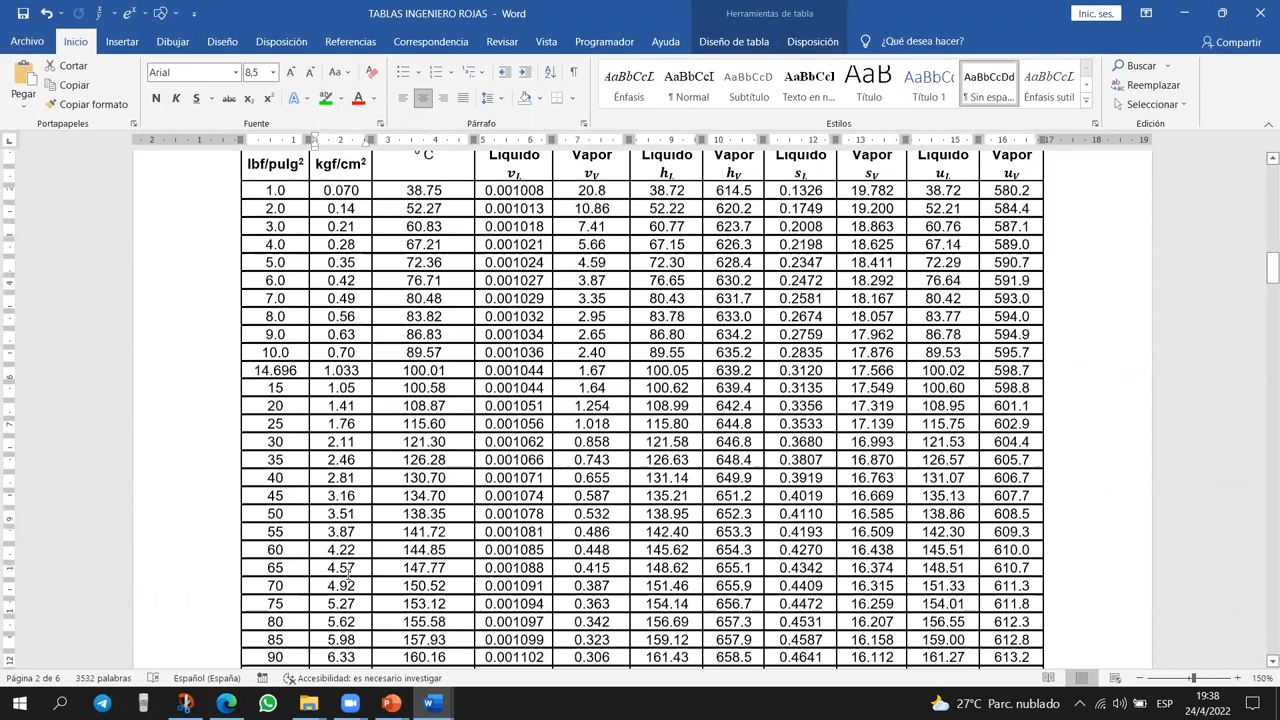 TABLAS INGENIERO ROJAS - Word
Herramientas de tabla
Inic. ses.
Archivo Inicio Insertar Dibujar Diseño Disposición Referencias Correspondencia Revisar Vista Programador Ayuda Diseño de tabla Disposición ¿Qué desea hacer? Compartir
Pegar
Cortar
Copiar
Copiar formato
Portapapeles
Arial 8,5
N K S abc x₂ x²
Fuente
Párrafo
AaBbCcL AaBbCcL AaBbCcD AaBbCcl AaB AaBbC AaBbCcDd AaBbCcL
Énfasis ¶ Normal Subtítulo Texto en n... Título Título 1 ¶ Sin espa... Énfasis sutil
Estilos
Buscar
Reemplazar
Seleccionar
Edición
2 1 1 2 3 4 5 6 7 8 9 10 11 12 13 14 15 16 17 18 19
lbf/pulg² kgf/cm² ° C Líquido Vapor Líquido Vapor Líquido Vapor Líquido Vapor
v_L v_V h_L h_V s_L s_V u_L u_V
1.0 0.070 38.75 0.001008 20.8 38.72 614.5 0.1326 19.782 38.72 580.2
2.0 0.14 52.27 0.001013 10.86 52.22 620.2 0.1749 19.200 52.21 584.4
3.0 0.21 60.83 0.001018 7.41 60.77 623.7 0.2008 18.863 60.76 587.1
4.0 0.28 67.21 0.001021 5.66 67.15 626.3 0.2198 18.625 67.14 589.0
5.0 0.35 72.36 0.001024 4.59 72.30 628.4 0.2347 18.411 72.29 590.7
6.0 0.42 76.71 0.001027 3.87 76.65 630.2 0.2472 18.292 76.64 591.9
7.0 0.49 80.48 0.001029 3.35 80.43 631.7 0.2581 18.167 80.42 593.0
8.0 0.56 83.82 0.001032 2.95 83.78 633.0 0.2674 18.057 83.77 594.0
9.0 0.63 86.83 0.001034 2.65 86.80 634.2 0.2759 17.962 86.78 594.9
10.0 0.70 89.57 0.001036 2.40 89.55 635.2 0.2835 17.876 89.53 595.7
14.696 1.033 100.01 0.001044 1.67 100.05 639.2 0.3120 17.566 100.02 598.7
15 1.05 100.58 0.001044 1.64 100.62 639.4 0.3135 17.549 100.60 598.8
20 1.41 108.87 0.001051 1.254 108.99 642.4 0.3356 17.319 108.95 601.1
25 1.76 115.60 0.001056 1.018 115.80 644.8 0.3533 17.139 115.75 602.9
30 2.11 121.30 0.001062 0.858 121.58 646.8 0.3680 16.993 121.53 604.4
35 2.46 126.28 0.001066 0.743 126.63 648.4 0.3807 16.870 126.57 605.7
40 2.81 130.70 0.001071 0.655 131.14 649.9 0.3919 16.763 131.07 606.7
45 3.16 134.70 0.001074 0.587 135.21 651.2 0.4019 16.669 135.13 607.7
50 3.51 138.35 0.001078 0.532 138.95 652.3 0.4110 16.585 138.86 608.5
55 3.87 141.72 0.001081 0.486 142.40 653.3 0.4193 16.509 142.30 609.3
60 4.22 144.85 0.001085 0.448 145.62 654.3 0.4270 16.438 145.51 610.0
65 4.57 147.77 0.001088 0.415 148.62 655.1 0.4342 16.374 148.51 610.7
70 4.92 150.52 0.001091 0.387 151.46 655.9 0.4409 16.315 151.33 611.3
75 5.27 153.12 0.001094 0.363 154.14 656.7 0.4472 16.259 154.01 611.8
80 5.62 155.58 0.001097 0.342 156.69 657.3 0.4531 16.207 156.55 612.3
85 5.98 157.93 0.001099 0.323 159.12 657.9 0.4587 16.158 159.00 612.8
90 6.33 160.16 0.001102 0.306 161.43 658.5 0.4641 16.112 161.27 613.2
Página 2 de 6 3532 palabras Español (España) Accesibilidad: es necesario investigar 150%
27°C Parc. nublado ESP 19:38
24/4/2022